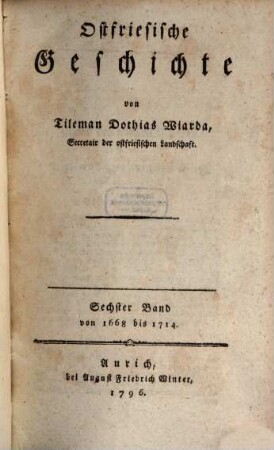 Ostfriesische
Geschichte
von
Tileman Dothias Wiarda,
Secretair der ostfriesischen Landschaft.
Sechster Band
von 1668 bis 1714.
Aurich,
bei August Friedrich Winter,
1796.